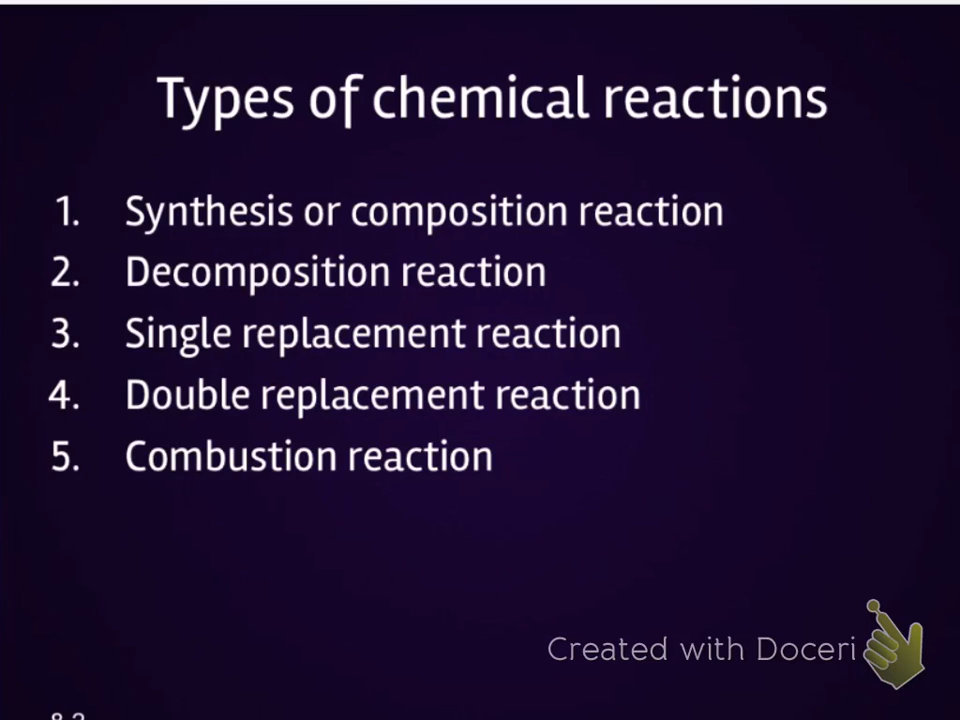 Types of chemical reactions
1. Synthesis or composition reaction
2. Decomposition reaction
3. Single replacement reaction
4. Double replacement reaction
5. Combustion reaction
Created with Doceri